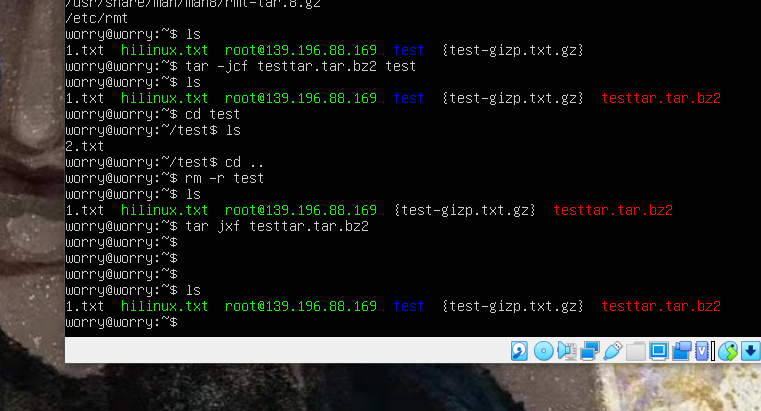 /usr/share/man/man8/rmt-tar.8.gz
/etc/rmt
worry@worry:~$ ls
1.txt  hilinux.txt  root@139.196.88.169  test  {test-gizp.txt.gz}
worry@worry:~$ tar -jcf testtar.tar.bz2 test
worry@worry:~$ ls
1.txt  hilinux.txt  root@139.196.88.169  test  {test-gizp.txt.gz}  testtar.tar.bz2
worry@worry:~$ cd test
worry@worry:~/test$ ls
2.txt
worry@worry:~/test$ cd ..
worry@worry:~$ rm -r test
worry@worry:~$ ls
1.txt  hilinux.txt  root@139.196.88.169  {test-gizp.txt.gz}  testtar.tar.bz2
worry@worry:~$ tar jxf testtar.tar.bz2
worry@worry:~$
worry@worry:~$
worry@worry:~$
worry@worry:~$ ls
1.txt  hilinux.txt  root@139.196.88.169  test  {test-gizp.txt.gz}  testtar.tar.bz2
worry@worry:~$